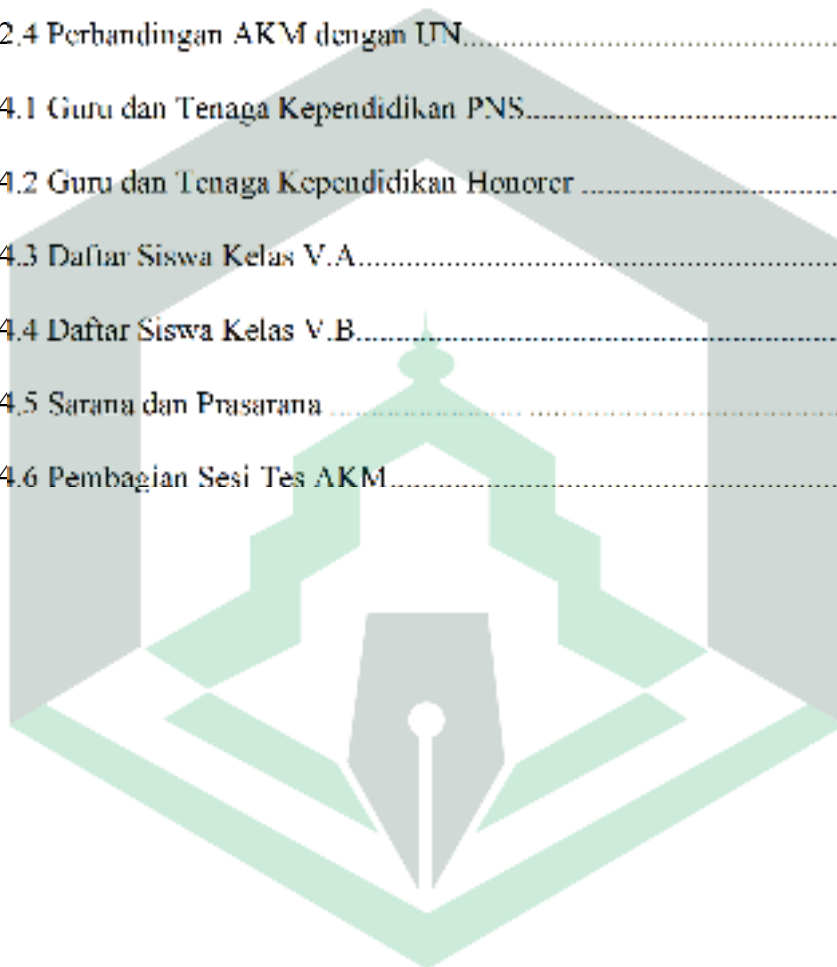 2.4 Perbandingan AKM dengan UN........................................................
4.1 Guru dan Tenaga Kependidikan PNS..............................................
4.2 Guru dan Tenaga Kependidikan Honorer ......................................
4.3 Daftar Siswa Kelas V.A......................................................................
4.4 Daftar Siswa Kelas V.B......................................................................
4.5 Sarana dan Prasarana ...........................................................................
4.6 Pembagian Sesi Tes AKM..................................................................